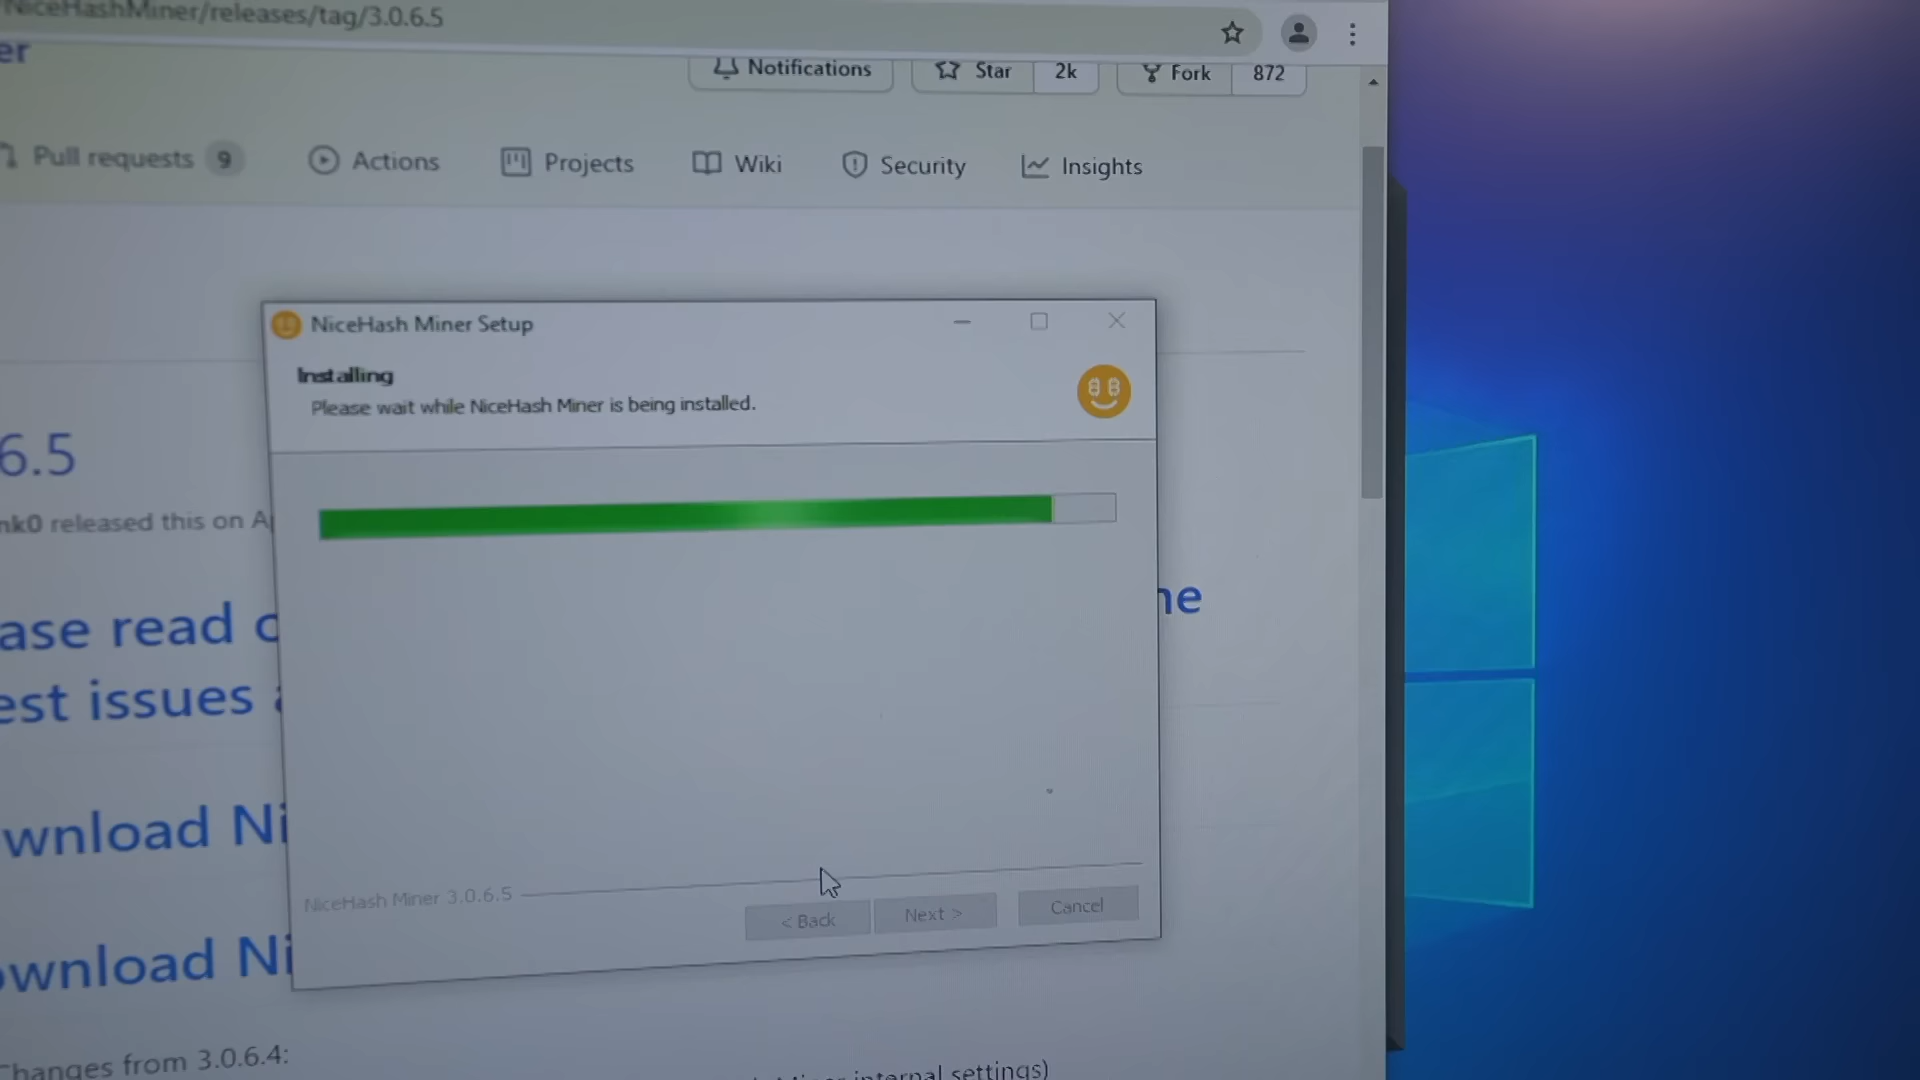 NiceHashMiner/releases/tag/3.0.6.5
er
Notifications
Star
2k
Fork
872
Pull requests
9
Actions
Projects
Wiki
Security
Insights
NiceHash Miner Setup
Installing
Please wait while NiceHash Miner is being installed.
6.5
nk0 released this on
ase read
ne
est issues
wnload Ni
NiceHash Miner 3.0.6.5
< Back
Next >
Cancel
ownload Ni
Changes from 3.0.6.4:
internal settings)